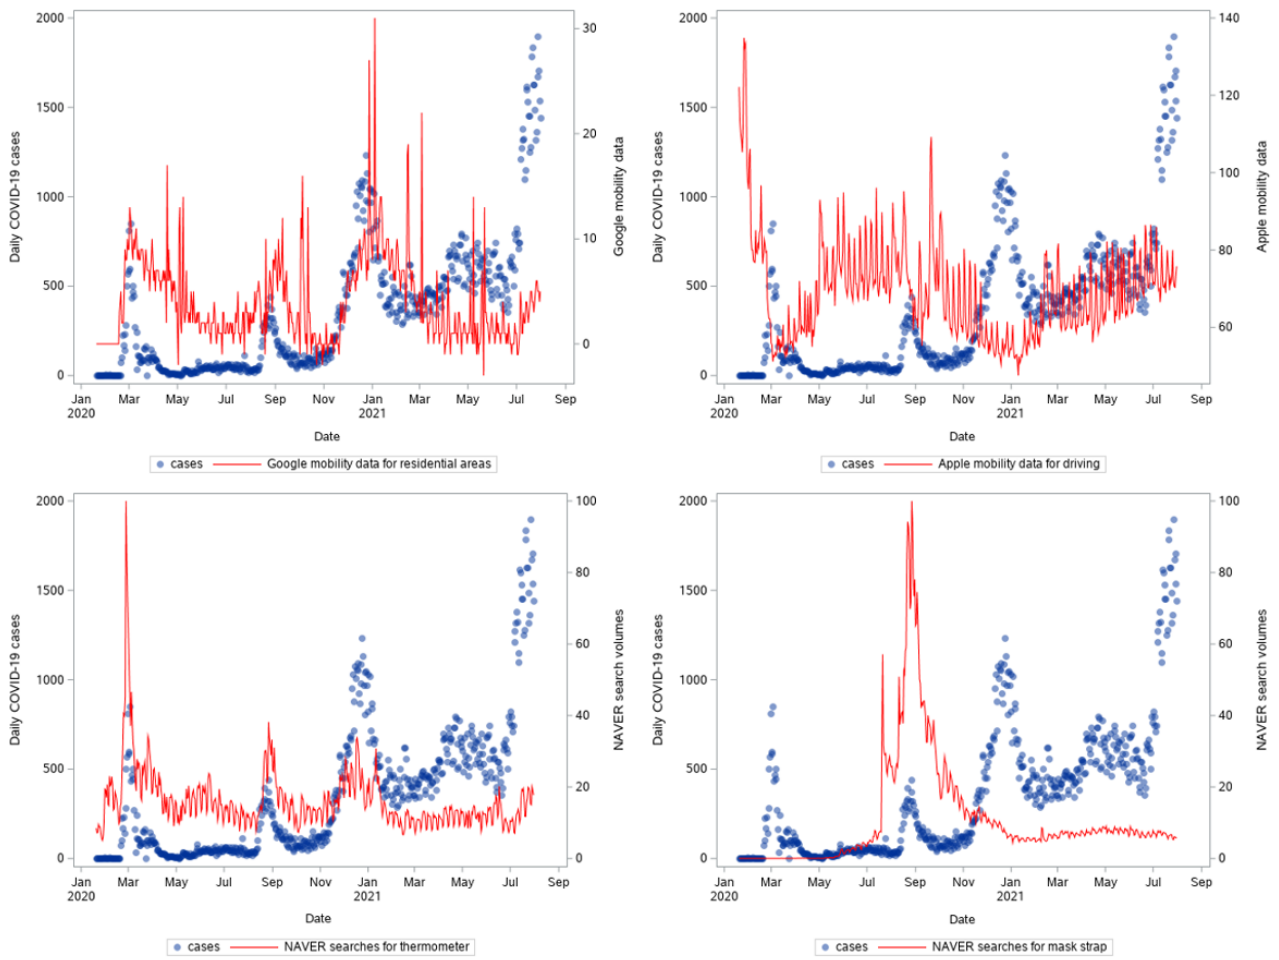 2000
1500
1000
500
0
Daily COVID-19 cases
30
20
10
0
Google mobility data
Jan Mar May Jul Sep Nov Jan Mar May Jul Sep
2020 2021
Date
cases Google mobility data for residential areas
2000
1500
1000
500
0
Daily COVID-19 cases
140
120
100
80
60
Apple mobility data
Jan Mar May Jul Sep Nov Jan Mar May Jul Sep
2020 2021
Date
cases Apple mobility data for driving
2000
1500
1000
500
0
Daily COVID-19 cases
100
80
60
40
20
0
NAVER search volumes
Jan Mar May Jul Sep Nov Jan Mar May Jul Sep
2020 2021
Date
cases NAVER searches for thermometer
2000
1500
1000
500
0
Daily COVID-19 cases
100
80
60
40
20
0
NAVER search volumes
Jan Mar May Jul Sep Nov Jan Mar May Jul Sep
2020 2021
Date
cases NAVER searches for mask strap